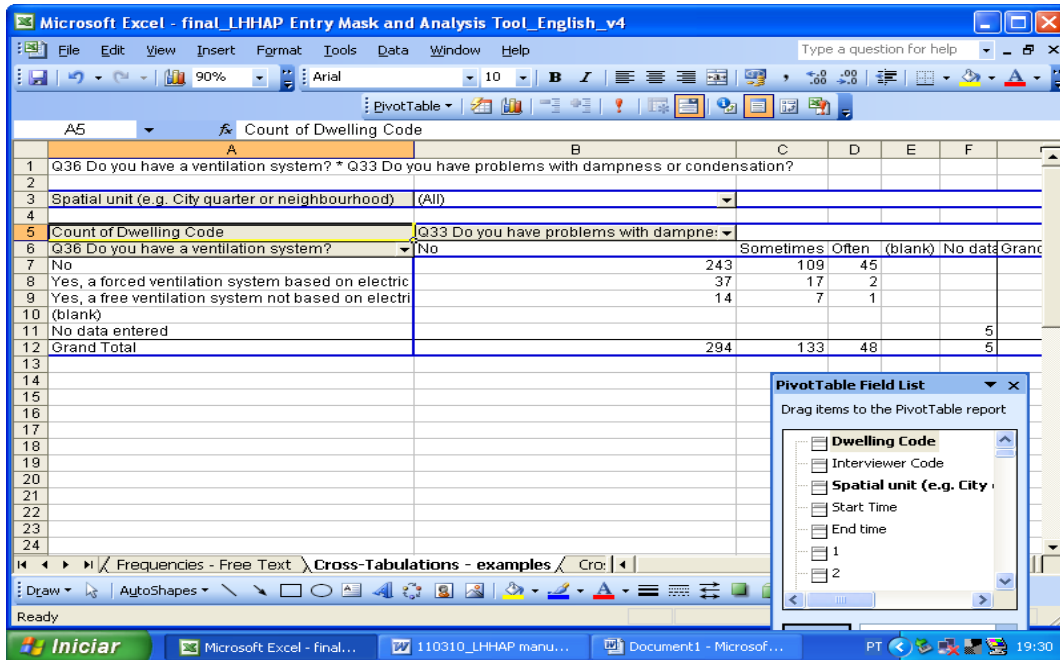 Microsoft Excel - final_LHHAP Entry Mask and Analysis Tool_English_v4
File Edit View Insert Format Tools Data Window Help Type a question for help
90% Arial 10 B I
PivotTable
A5 fx Count of Dwelling Code
A B C D E F
1 Q36 Do you have a ventilation system? * Q33 Do you have problems with dampness or condensation?
2
3 Spatial unit (e.g. City quarter or neighbourhood) (All)
4
5 Count of Dwelling Code Q33 Do you have problems with dampne
6 Q36 Do you have a ventilation system? No Sometimes Often (blank) No data Grand
7 No 243 109 45
8 Yes, a forced ventilation system based on electric 37 17 2
9 Yes, a free ventilation system not based on electri 14 7 1
10 (blank)
11 No data entered 5
12 Grand Total 294 133 48 5
13
14
15
16
17
18
19
20
21
22
23
24
PivotTable Field List
Drag items to the PivotTable report
Dwelling Code
Interviewer Code
Spatial unit (e.g. City
Start Time
End time
1
2
Frequencies - Free Text Cross-Tabulations - examples Cro
Draw AutoShapes
Ready
Iniciar Microsoft Excel - final... 110310_LHHAP manu... Document1 - Microsof... PT 19:30